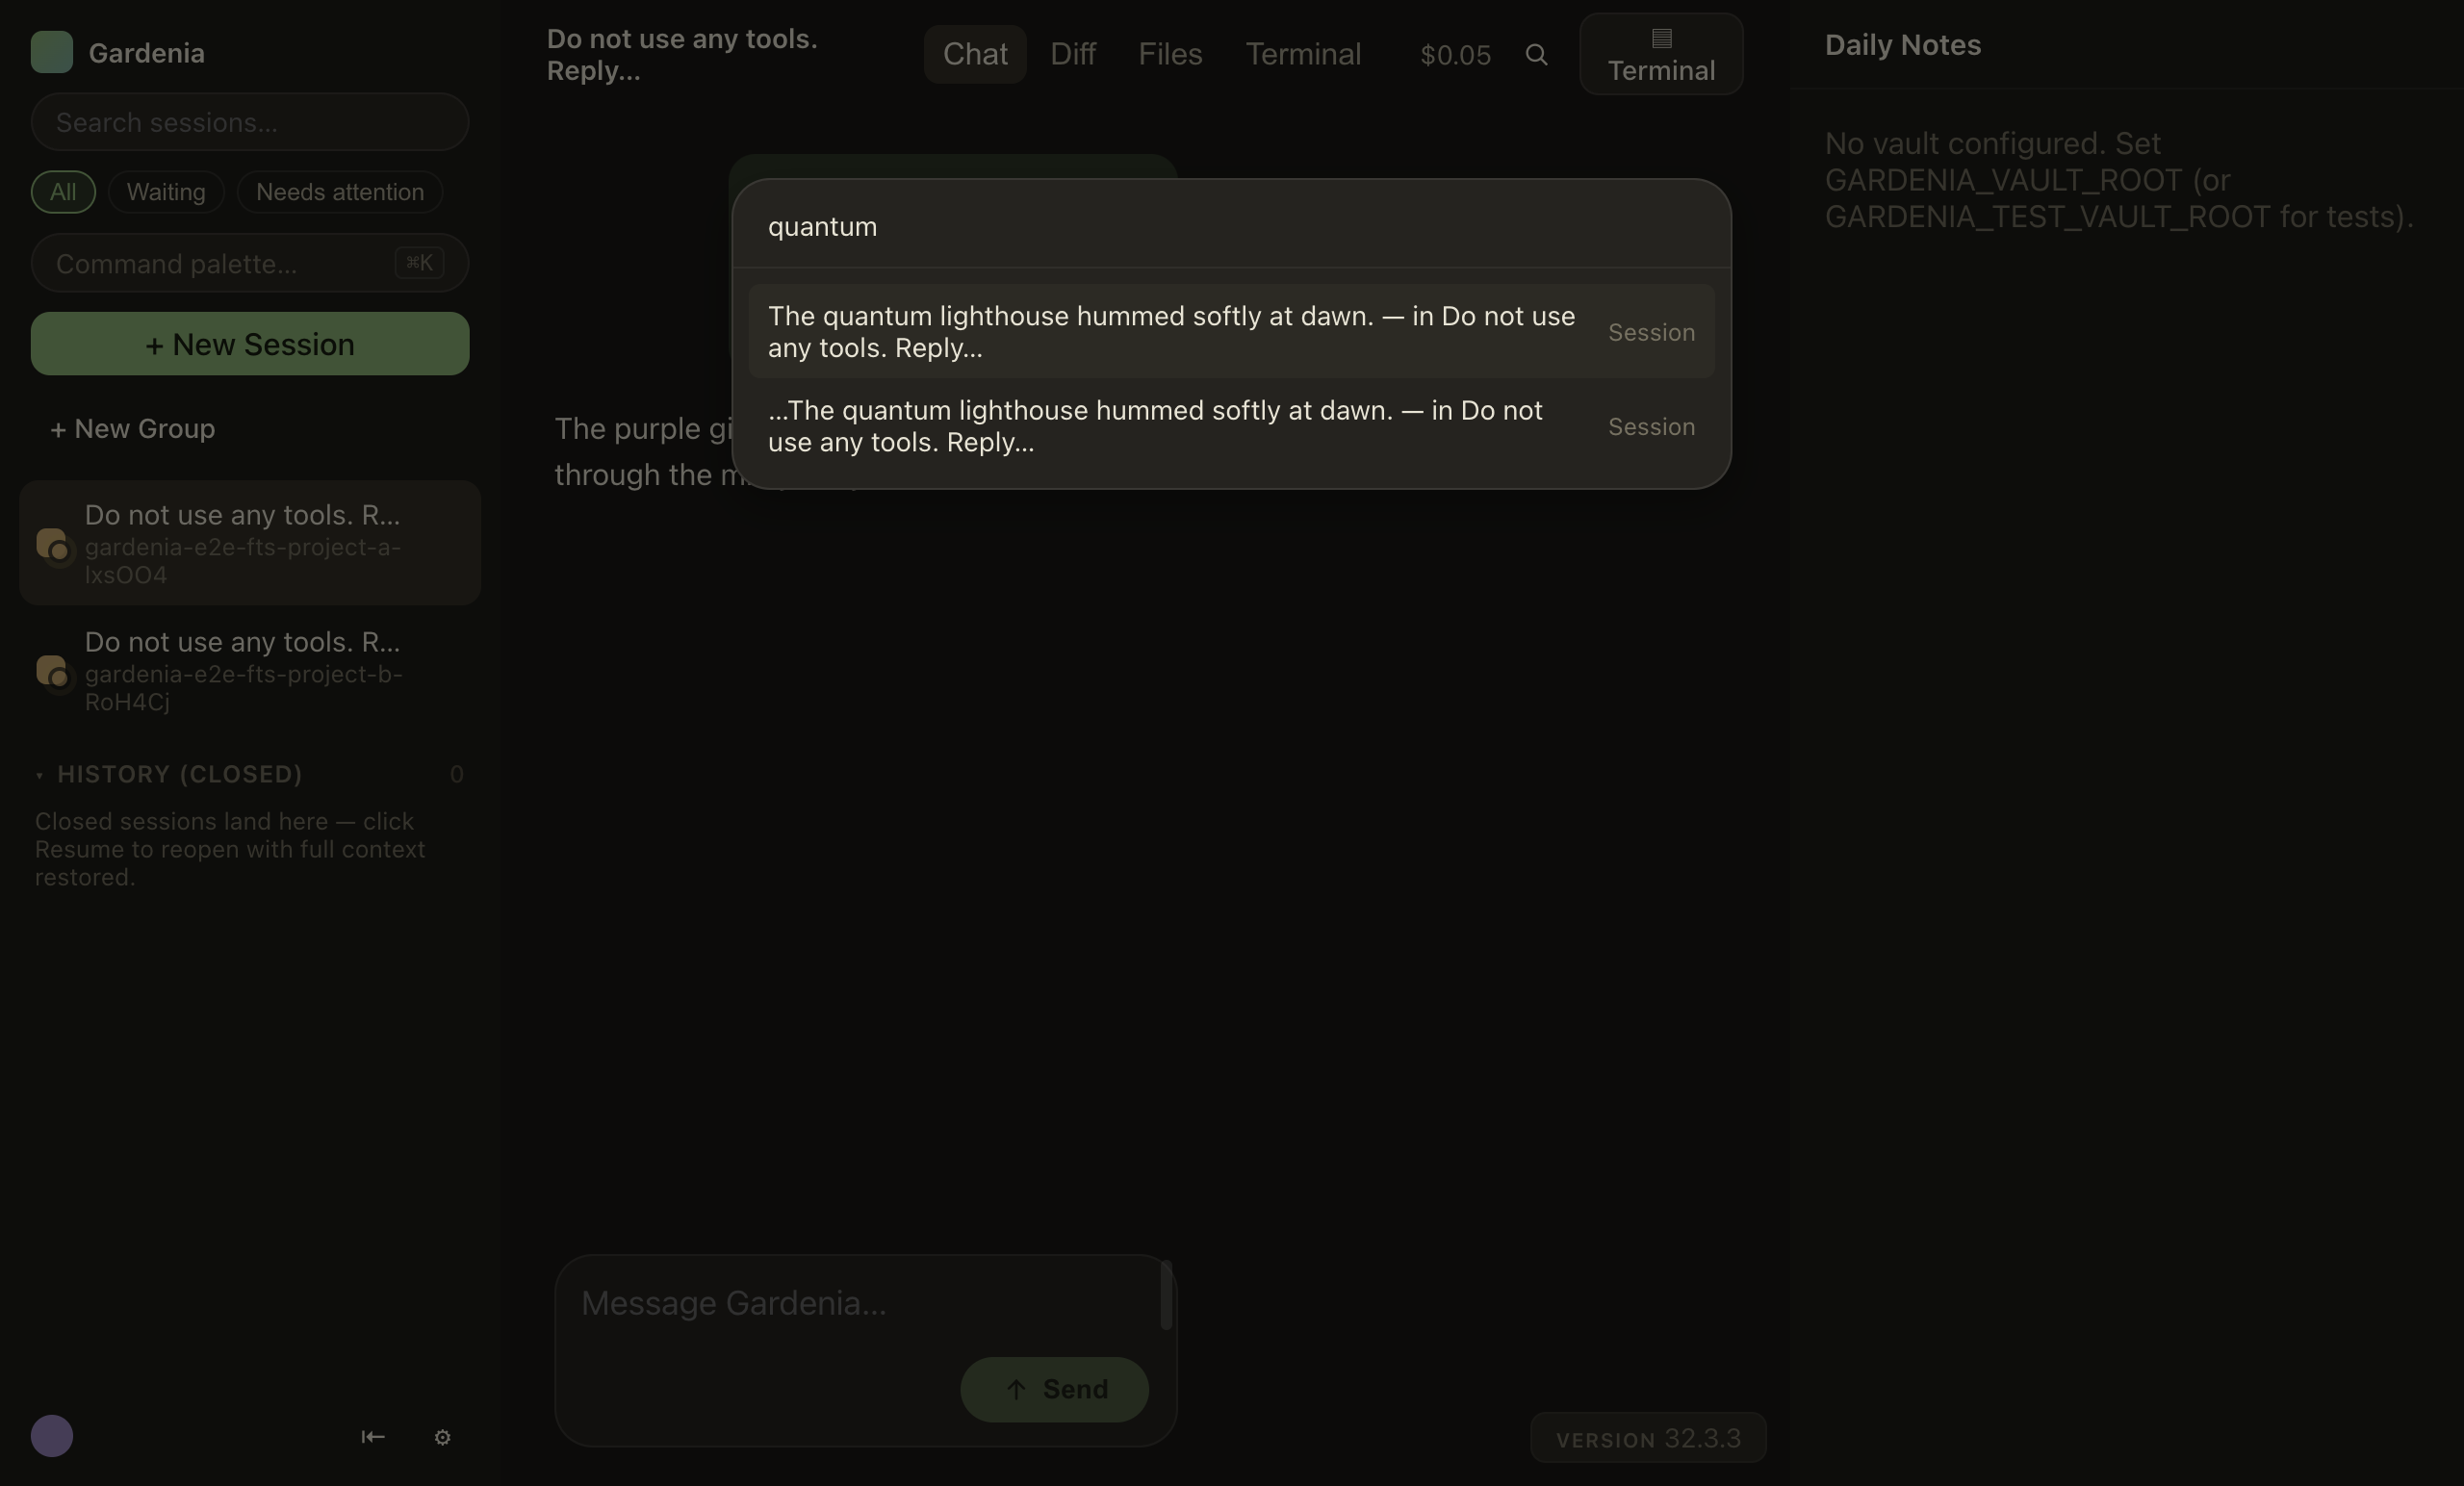 Gardenia
Search sessions...
All
Waiting
Needs attention
Command palette...
⌘K
+ New Session
+ New Group
Do not use any tools. R...
gardenia-e2e-fts-project-a-
lxsOO4
Do not use any tools. R...
gardenia-e2e-fts-project-b-
RoH4Cj
HISTORY (CLOSED)
0
Closed sessions land here — click
Resume to reopen with full context
restored.
Do not use any tools.
Reply...
Chat
Diff
Files
Terminal
$0.05
Terminal
quantum
The quantum lighthouse hummed softly at dawn. — in Do not use
any tools. Reply...
Session
...The quantum lighthouse hummed softly at dawn. — in Do not
use any tools. Reply...
Session
The purple
through the
Message Gardenia...
↑ Send
VERSION 32.3.3
Daily Notes
No vault configured. Set
GARDENIA_VAULT_ROOT (or
GARDENIA_TEST_VAULT_ROOT for tests).